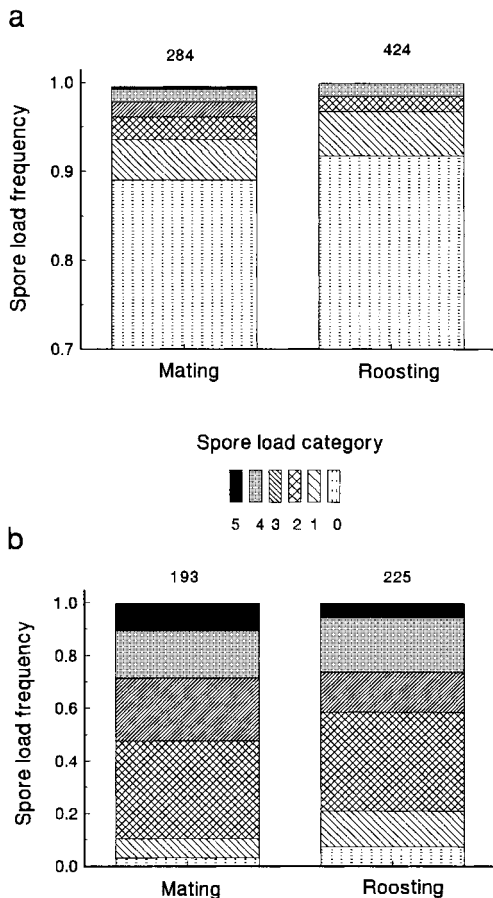 a
284 424
1.0
0.9
0.8
0.7
Spore load frequency
Mating Roosting
Spore load category
5 4 3 2 1 0
b
193 225
1.0
0.8
0.6
0.4
0.2
0.0
Spore load frequency
Mating Roosting